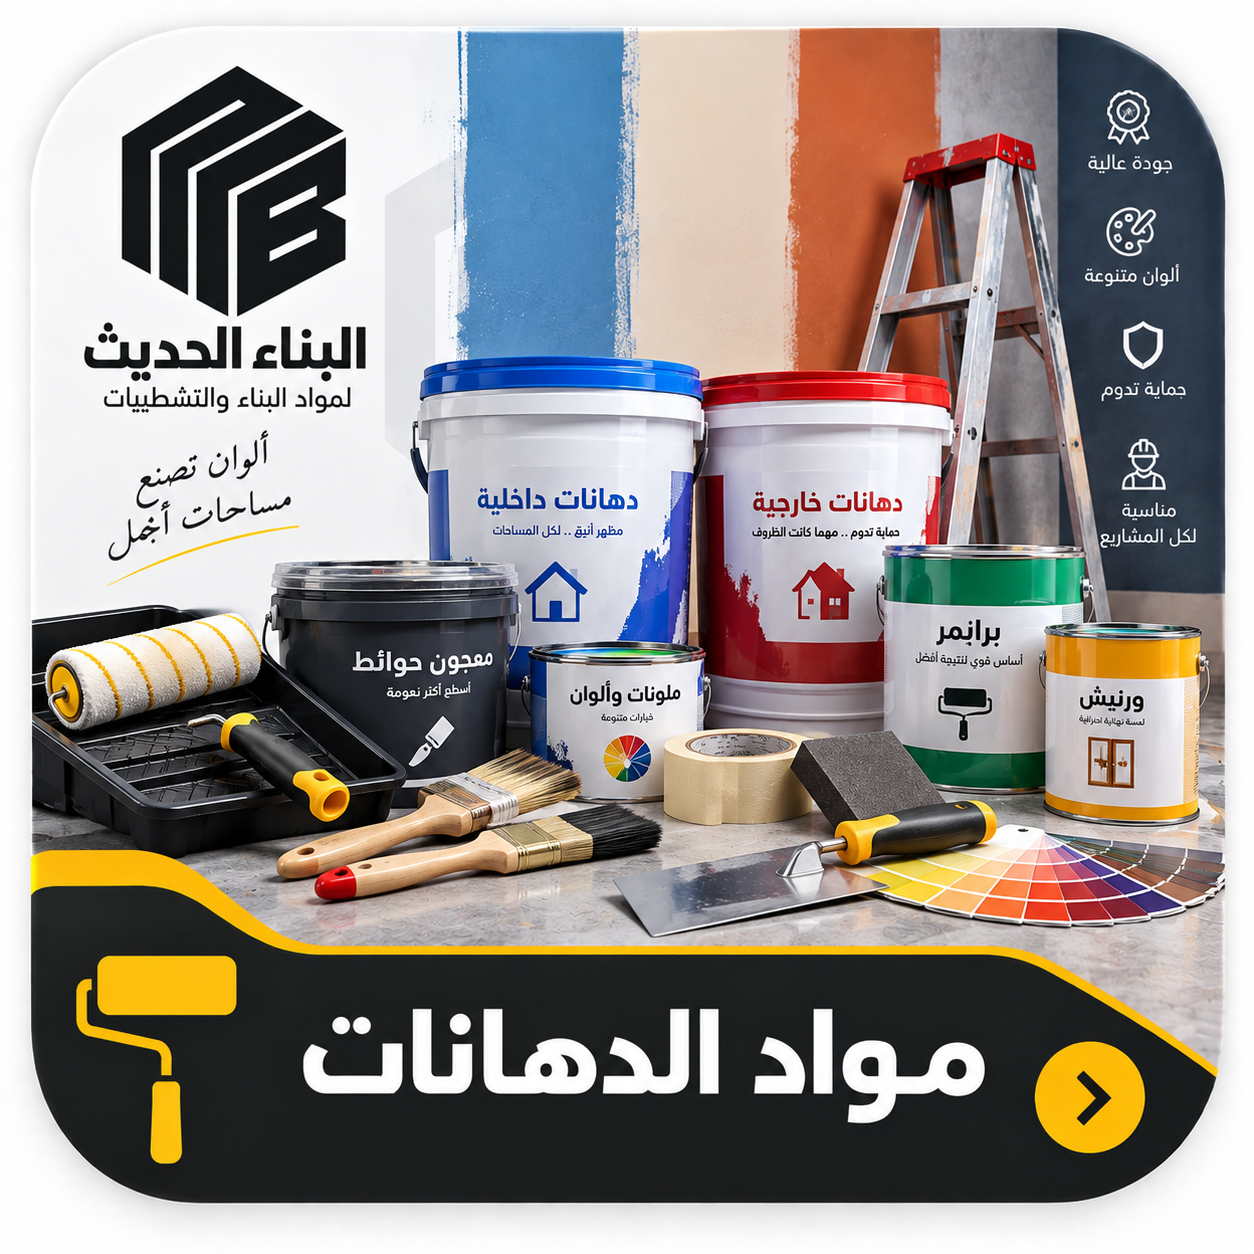 MB
البناء الحديث
لمواد البناء والتشطيبات
ألوان تصنع
مساحات أجمل
جودة عالية
ألوان متنوعة
حماية تدوم
مناسبة
لكل المشاريع
دهانات داخلية
مظهر أنيق .. لكل المساحات
دهانات خارجية
حماية تدوم .. مهما كانت الظروف
معجون حوائط
أسطح أكثر نعومة
ملونات وألوان
خيارات متنوعة
برايمر
أساس قوي لنتيجة أفضل
ورنيش
لمسة نهائية احترافية
مواد الدهانات